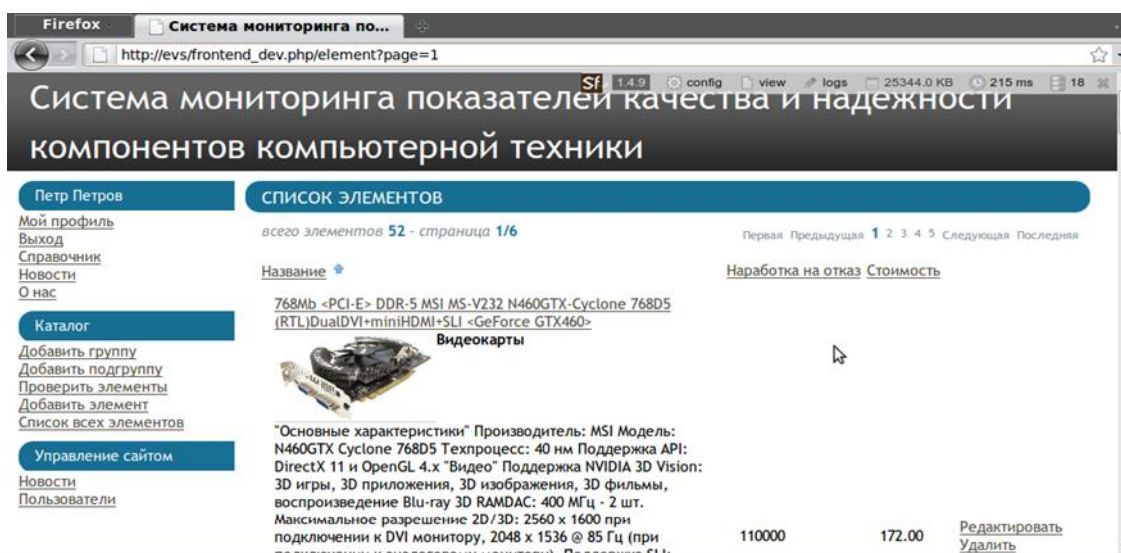 Firefox
Система мониторинга по...
http://evs/frontend_dev.php/element?page=1
Sf 1.4.9 config view logs 25344.0 KB 215 ms 18
Система мониторинга показателей качества и надежности
компонентов компьютерной техники
Петр Петров
Мой профиль
Выход
Справочник
Новости
О нас
Каталог
Добавить группу
Добавить подгруппу
Проверить элементы
Добавить элемент
Список всех элементов
Управление сайтом
Новости
Пользователи
СПИСОК ЭЛЕМЕНТОВ
всего элементов 52 - страница 1/6
Первая Предыдущая 1 2 3 4 5 Следующая Последняя
Название Наработка на отказ Стоимость
768Mb <PCI-E> DDR-5 MSI MS-V232 N460GTX-Cyclone 768D5
(RTL)DualDVI+miniHDMI+SLI <GeForce GTX460>
Видеокарты
"Основные характеристики" Производитель: MSI Модель:
N460GTX Cyclone 768D5 Техпроцесс: 40 нм Поддержка API:
DirectX 11 и OpenGL 4.x "Видео" Поддержка NVIDIA 3D Vision:
3D игры, 3D приложения, 3D изображения, 3D фильмы,
воспроизведение Blu-ray 3D RAMDAC: 400 МГц - 2 шт.
Максимальное разрешение 2D/3D: 2560 x 1600 при
подключении к DVI монитору, 2048 x 1536 @ 85 Гц (при
110000 172.00
Редактировать
Удалить